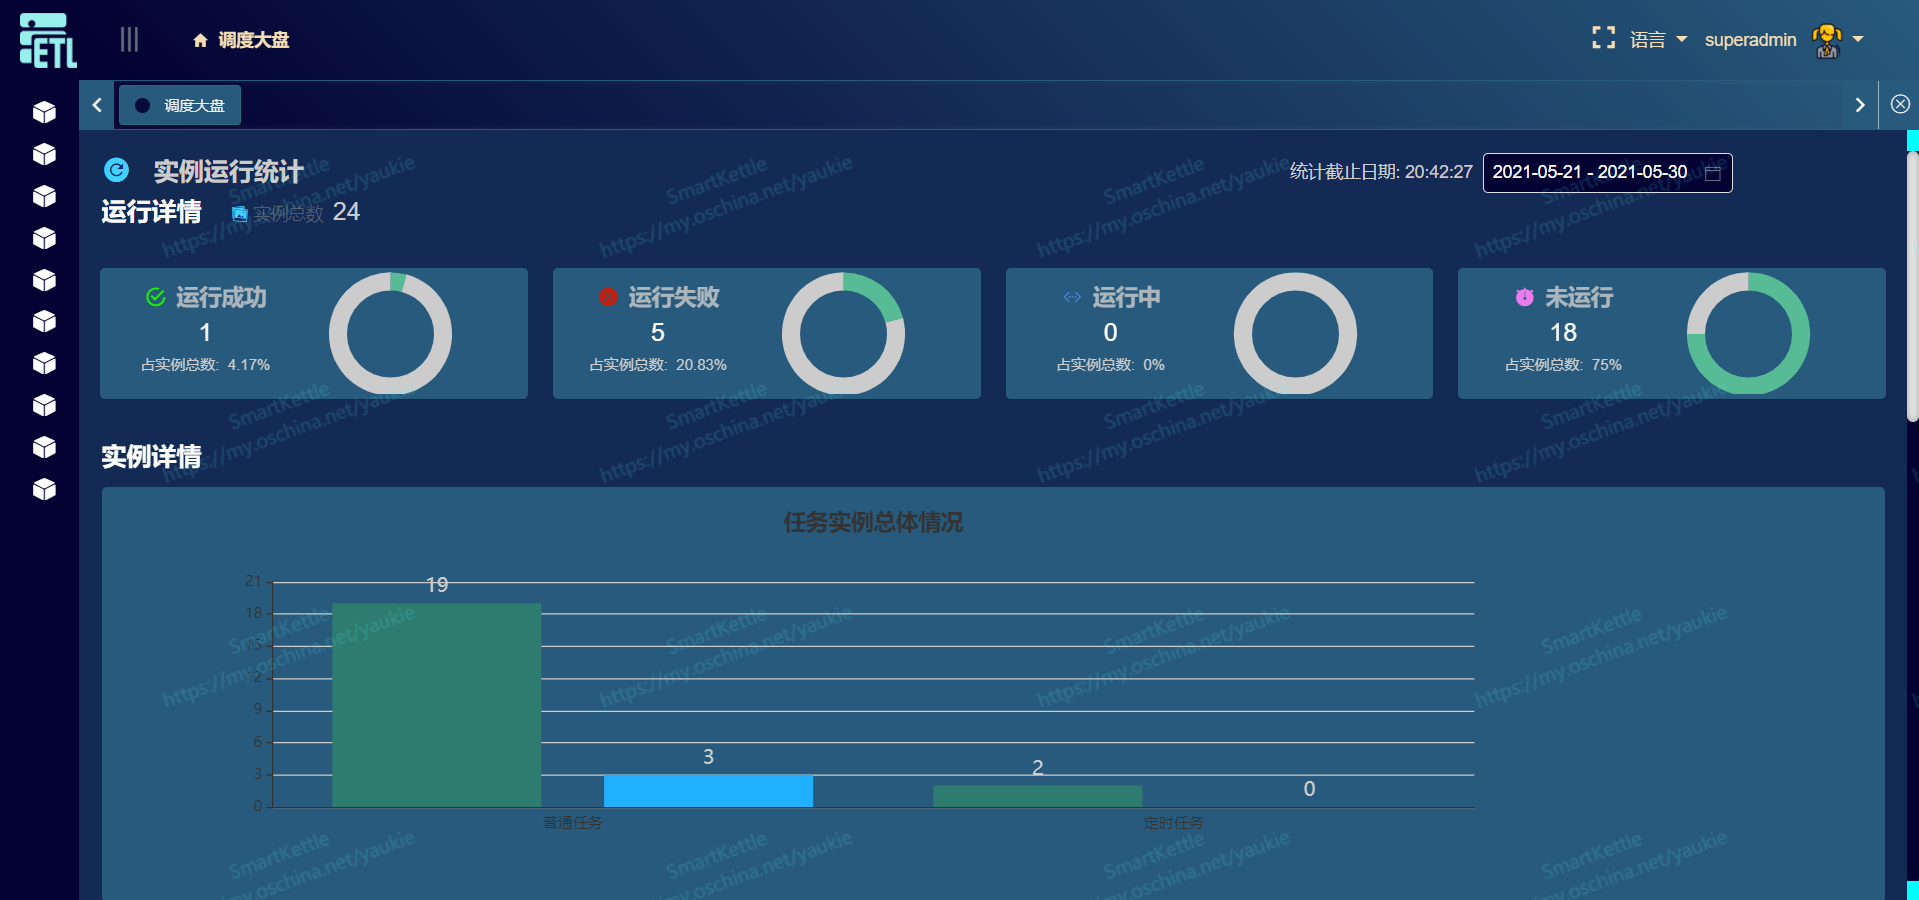 ETL
调度大盘
语言
superadmin
调度大盘
实例运行统计
统计截止日期: 20:42:27
2021-05-21 - 2021-05-30
运行详情
实例总数 24
运行成功
1
占实例总数: 4.17%
运行失败
5
占实例总数: 20.83%
运行中
0
占实例总数: 0%
未运行
18
占实例总数: 75%
实例详情
任务实例总体情况
21
18
15
12
9
6
3
0
19
3
2
0
普通任务
定时任务
SmartKettle
https://my.oschina.net/yaukie